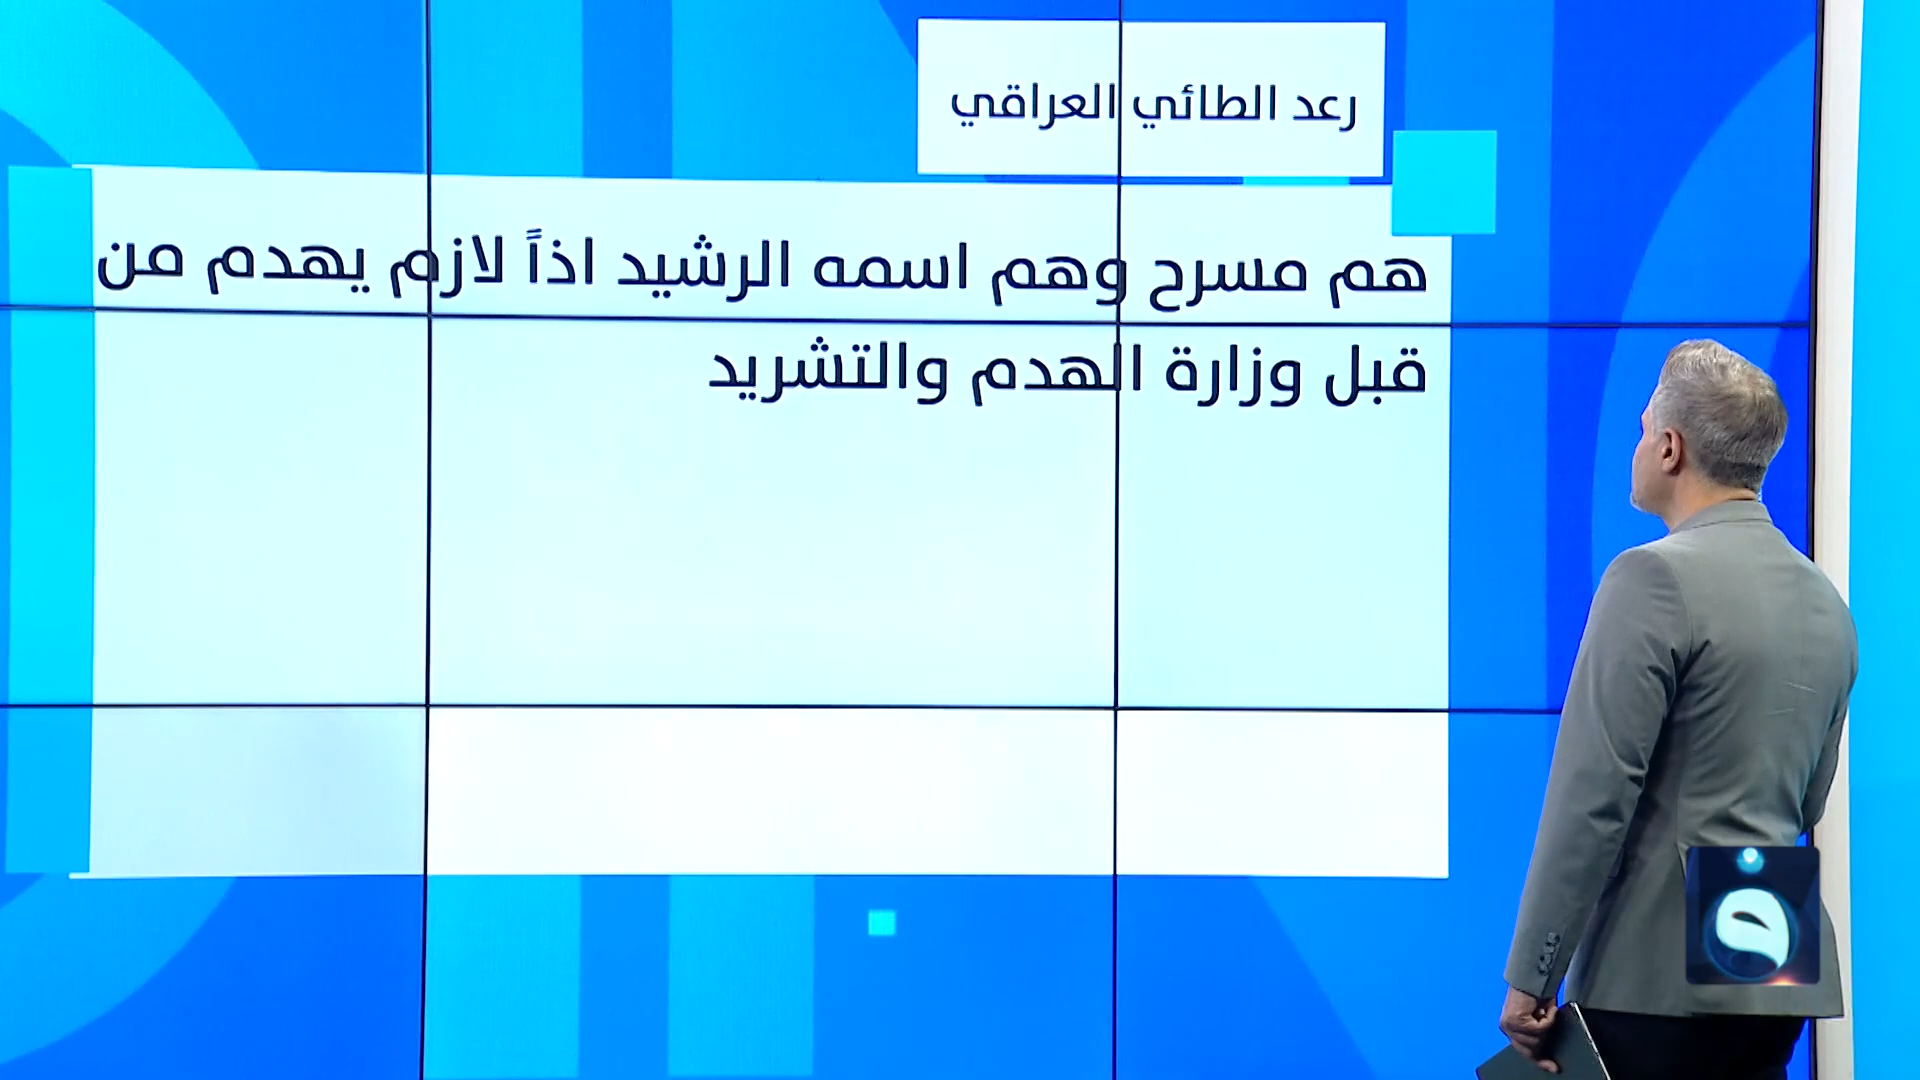 رعد الطائي العراقي
هم مسرح وهم اسمه الرشيد اذاً لازم يهدم من
قبل وزارة الهدم والتشريد